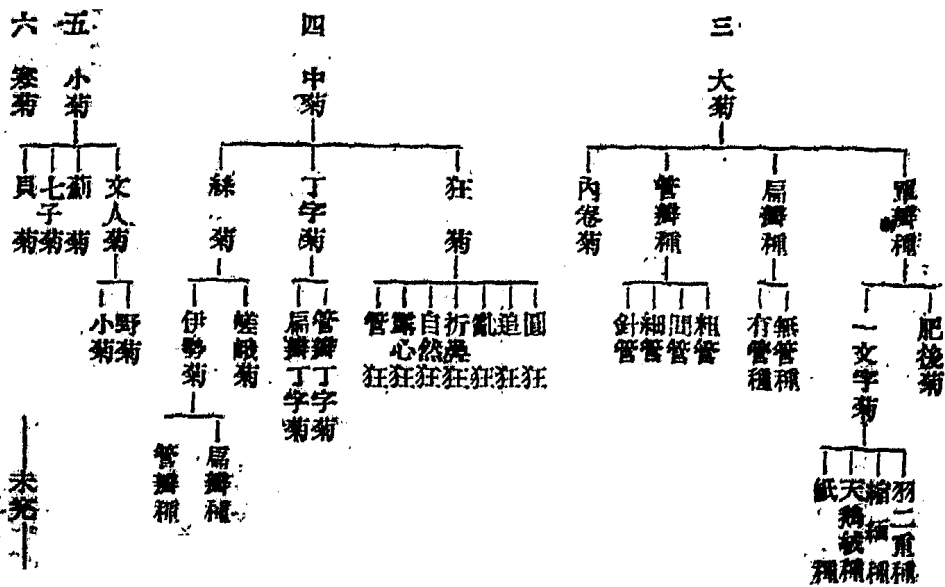 三 大菊
單瓣種
肥後菊
一文字菊
羽二重種
縮緬種
天鵞絨種
紙種
扁瓣種
無管種
有管種
管瓣種
粗管
間管
細管
針管
內卷菊
四 中菊
狂菊
圓狂
追狂
亂狂
折疊狂
自然狂
露心狂
管狂
丁字菊
管瓣丁字菊
扁瓣丁字菊
菊
嵯峨菊
伊勢菊
扁瓣種
管瓣種
五 小菊
文人菊
野菊
小菊
薊菊
七子菊
貝菊
六 寒菊
未完